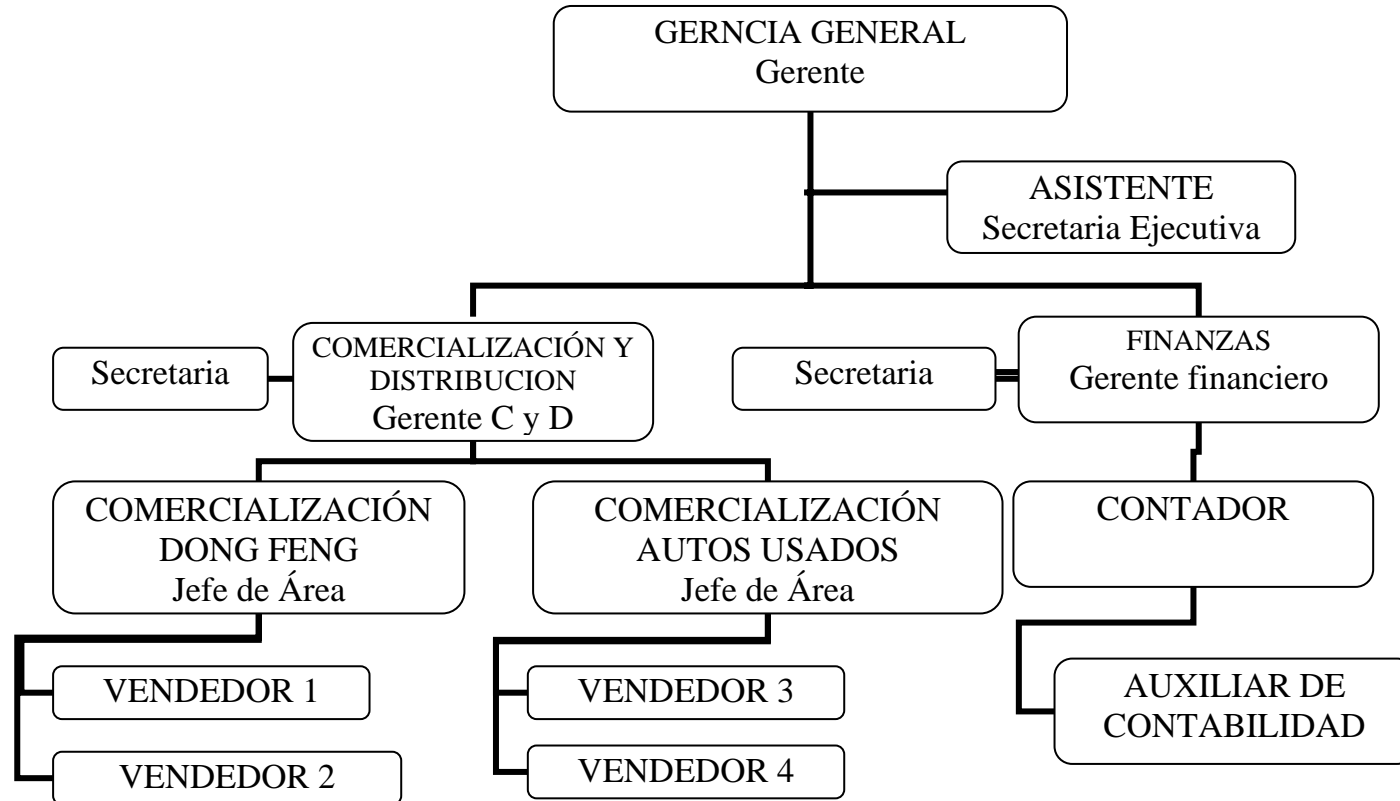 GERNCIA GENERAL
Gerente
ASISTENTE
Secretaria Ejecutiva
Secretaria
COMERCIALIZACIÓN Y
DISTRIBUCION
Gerente C y D
Secretaria
FINANZAS
Gerente financiero
COMERCIALIZACIÓN
DONG FENG
Jefe de Área
COMERCIALIZACIÓN
AUTOS USADOS
Jefe de Área
CONTADOR
VENDEDOR 1
VENDEDOR 2
VENDEDOR 3
VENDEDOR 4
AUXILIAR DE
CONTABILIDAD